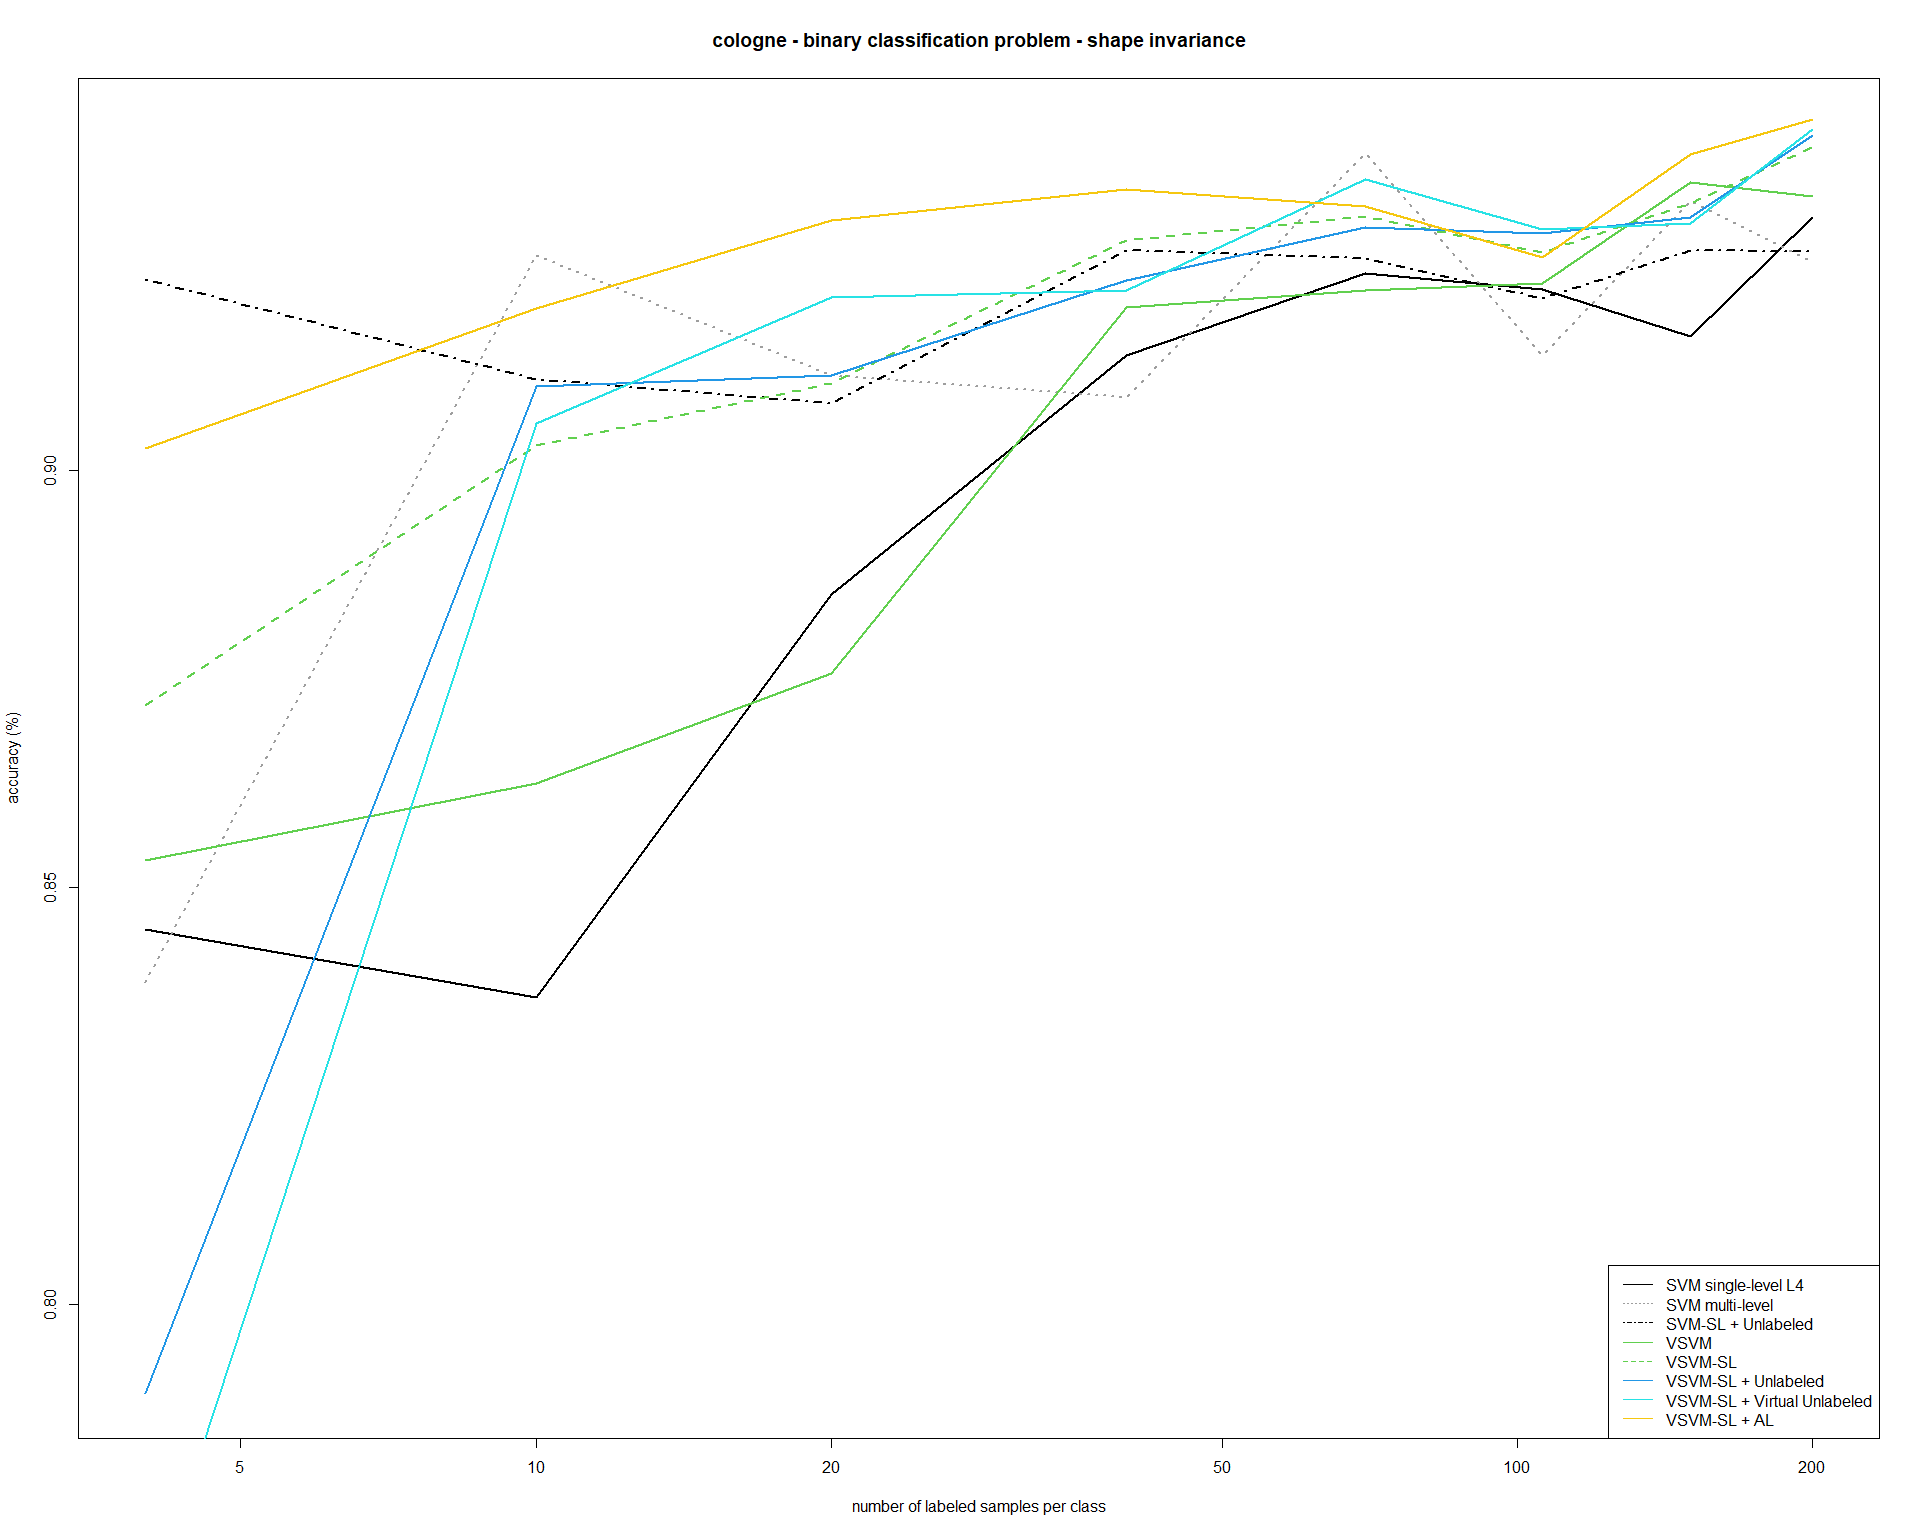 cologne - binary classification problem - shape invariance
accuracy (%)
0.90
0.85
0.80
5
10
20
50
100
200
number of labeled samples per class
SVM single-level L4
SVM multi-level
SVM-SL + Unlabeled
VSVM
VSVM-SL
VSVM-SL + Unlabeled
VSVM-SL + Virtual Unlabeled
VSVM-SL + AL